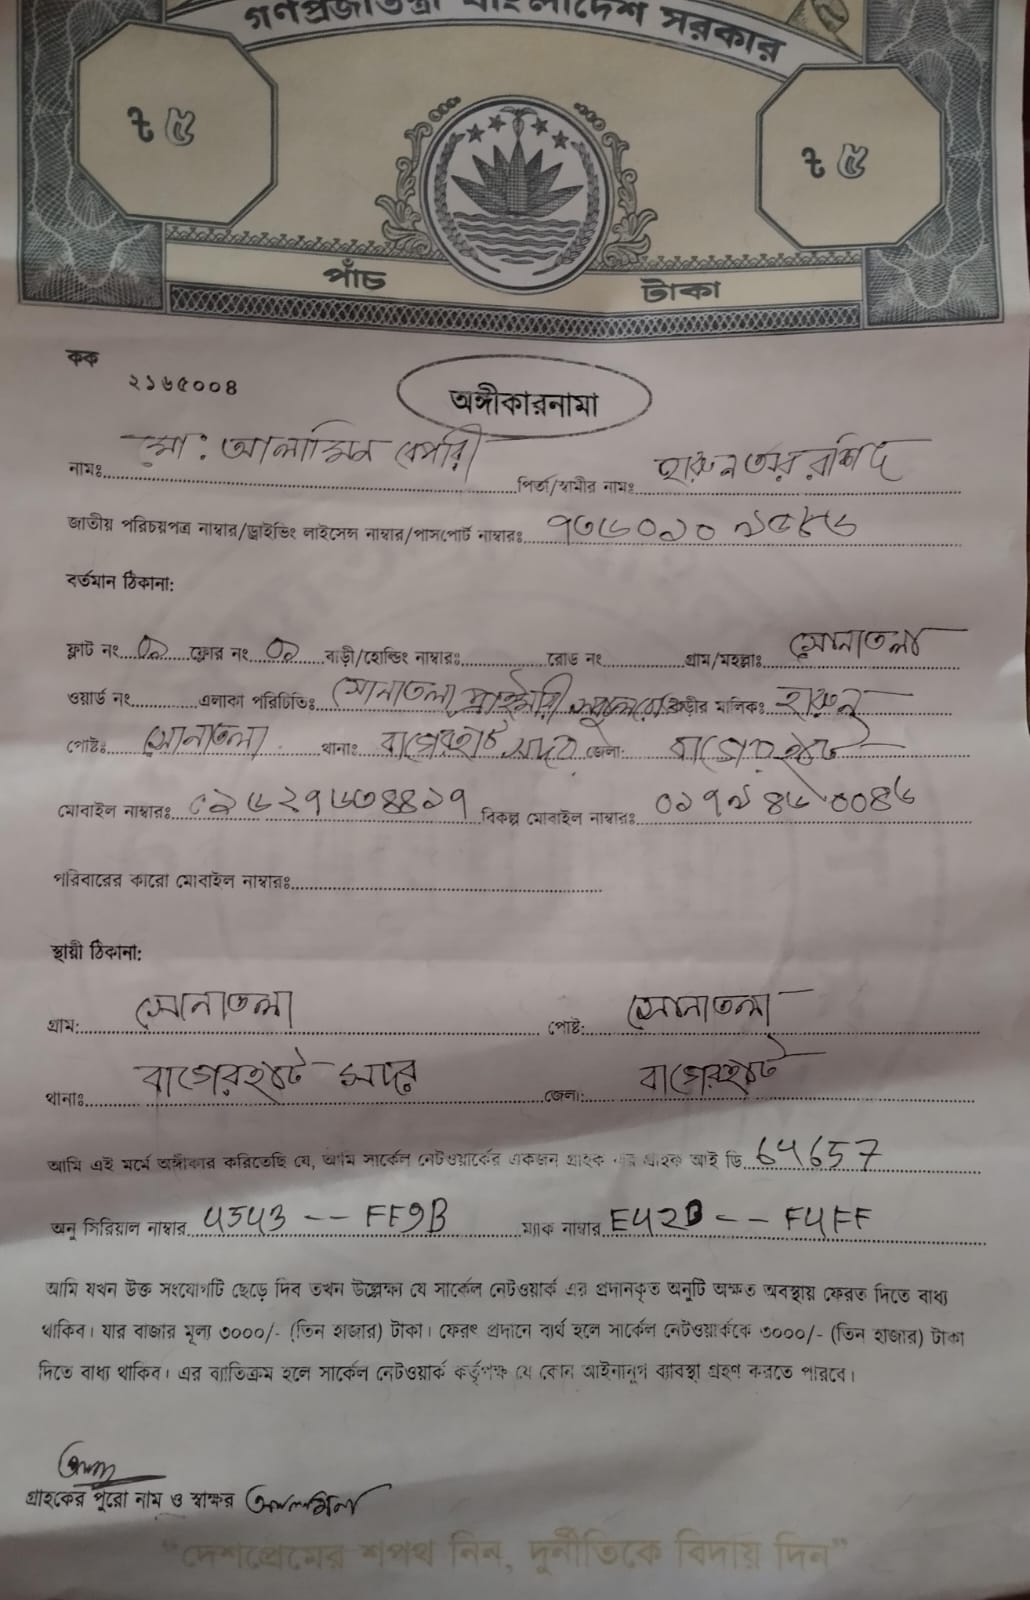 গণপ্রজাতন্ত্রী বাংলাদেশ সরকার
৳ ৫ ৳ ৫
পাঁচ টাকা
কক
২১৬৫০০৪
অঙ্গীকারনামা
নামঃ মো: আলামিন বেপারী পিতা/স্বামীর নামঃ হারুন অর রশিদ
জাতীয় পরিচয়পত্র নাম্বার/ড্রাইভিং লাইসেন্স নাম্বার/পাসপোর্ট নাম্বারঃ
বর্তমান ঠিকানা:
ফ্লাট নং ০১ ফ্লোর নং ০১ বাড়ী/হোল্ডিং নাম্বারঃ রোড নং গ্রাম/মহল্লাঃ সোনাতলা
ওয়ার্ড নং এলাকা পরিচিতিঃ সোনাতলা প্রাইমারী বাড়ীর মালিকঃ হারুন
পোষ্টঃ সোনাতলা থানাঃ বাগেরহাট সদর জেলা: বাগেরহাট
মোবাইল নাম্বারঃ বিকল্প মোবাইল নাম্বারঃ
পরিবারের কারো মোবাইল নাম্বারঃ
স্থায়ী ঠিকানা:
গ্রাম: সোনাতলা পোষ্ট: সোনাতলা
থানাঃ বাগেরহাট সদর জেলা: বাগেরহাট
আমি এই মর্মে অঙ্গীকার করিতেছি যে, আমি সার্কেল নেটওয়ার্কের একজন গ্রাহক গ্রাহক আই ডি 64657
অনু সিরিয়াল নাম্বার 4543 -- FF9B ম্যাক নাম্বার E42D -- F4FF
আমি যখন উক্ত সংযোগটি ছেড়ে দিব তখন উল্লেক্ষ্য যে সার্কেল নেটওয়ার্ক এর প্রদানকৃত অনুটি অক্ষত অবস্থায় ফেরত দিতে বাধ্য
থাকিব। যার বাজার মূল্য ৩০০০/- (তিন হাজার) টাকা। ফেরৎ প্রদানে ব্যর্থ হলে সার্কেল নেটওয়ার্ককে ৩০০০/- (তিন হাজার) টাকা
দিতে বাধ্য থাকিব। এর ব্যাতিক্রম হলে সার্কেল নেটওয়ার্ক কর্তৃপক্ষ যে কোন আইনানুগ ব্যাবস্থা গ্রহণ করতে পারবে।
গ্রাহকের পুরো নাম ও স্বাক্ষর আলামিন
"দেশপ্রেমের শপথ নিন, দুর্নীতিকে বিদায় দিন"